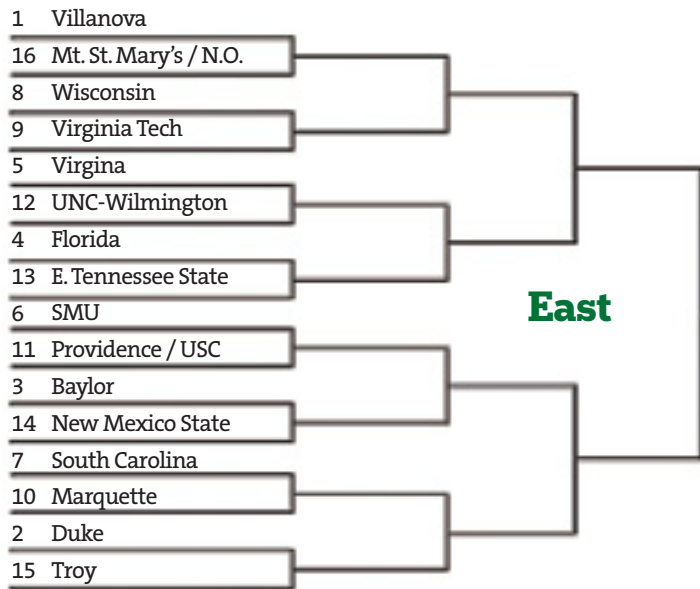 1 Villanova
16 Mt. St. Mary's / N.O.
8 Wisconsin
9 Virginia Tech
5 Virgina
12 UNC-Wilmington
4 Florida
13 E. Tennessee State
East
6 SMU
11 Providence / USC
3 Baylor
14 New Mexico State
7 South Carolina
10 Marquette
2 Duke
15 Troy